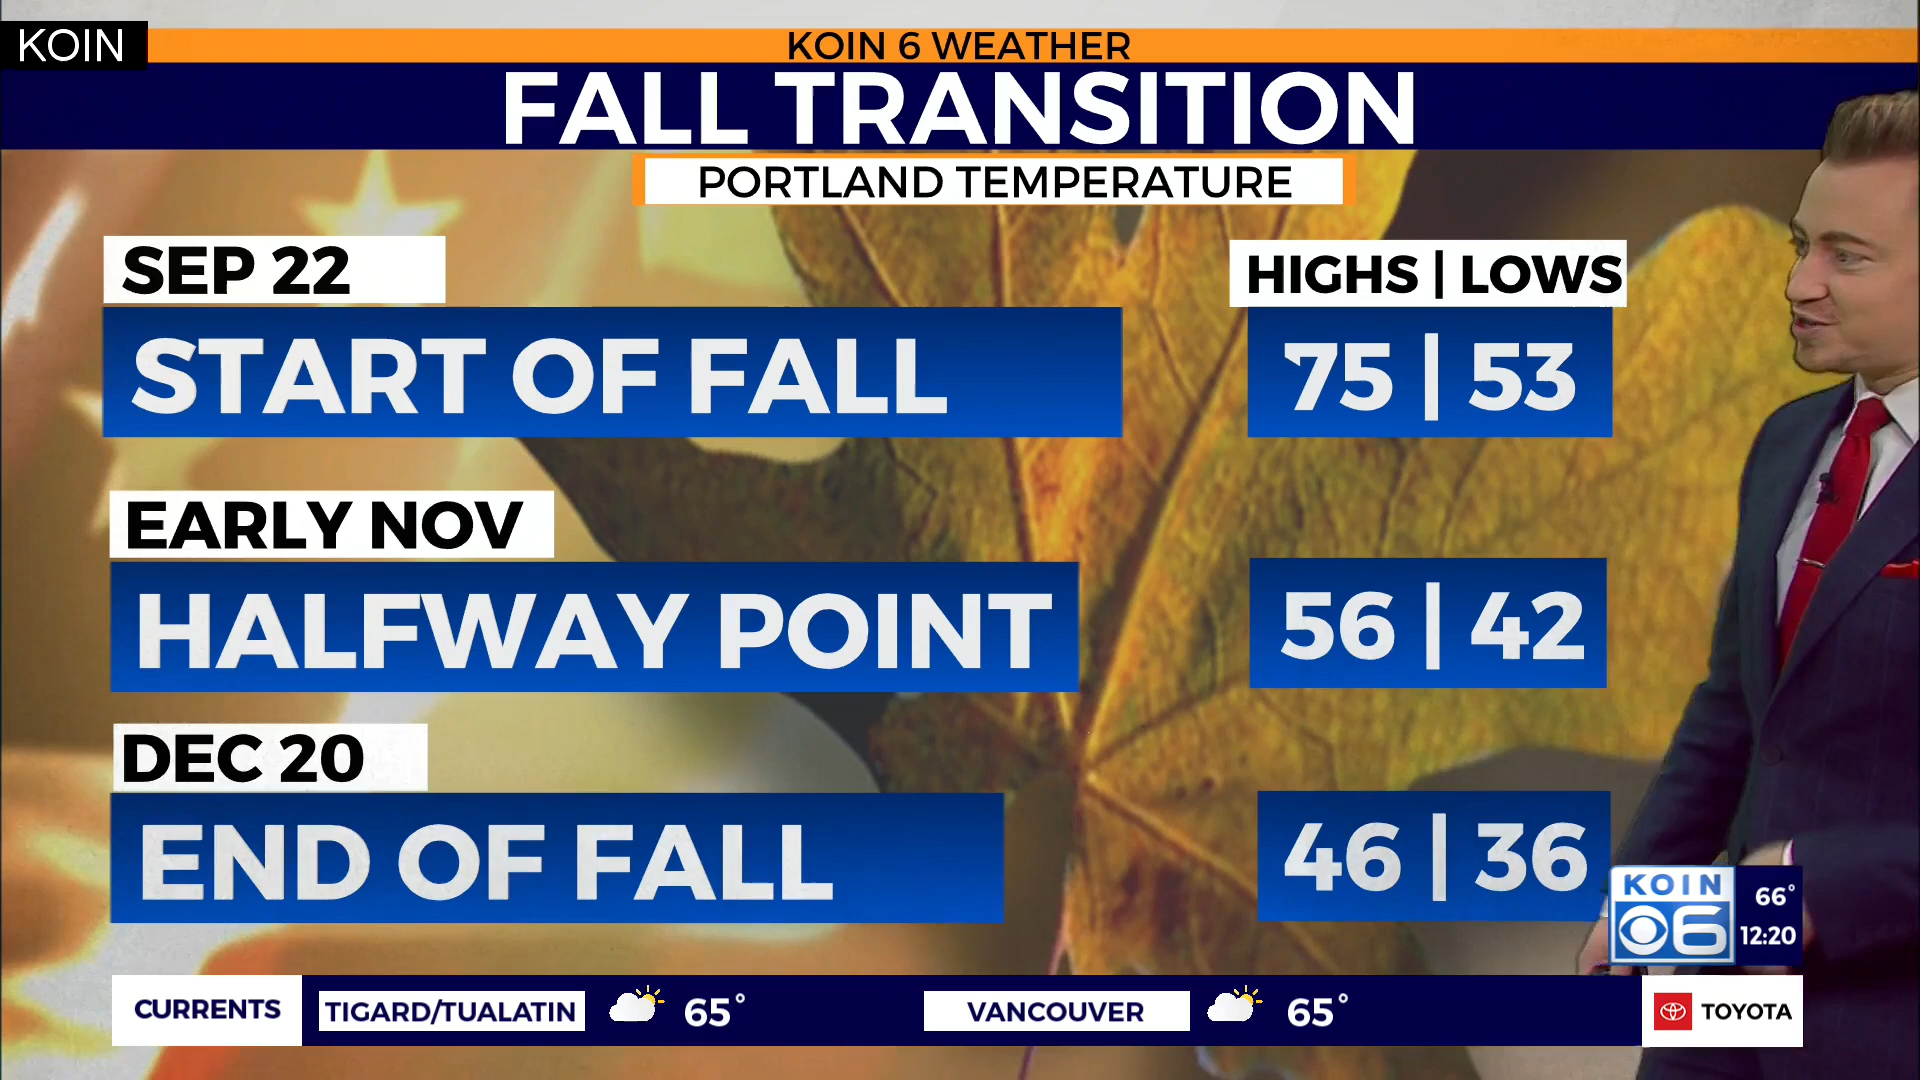 KOIN
KOIN 6 WEATHER
FALL TRANSITION
PORTLAND TEMPERATURE
SEP 22
HIGHS | LOWS
START OF FALL
75 | 53
EARLY NOV
HALFWAY POINT
56 | 42
DEC 20
END OF FALL
46 | 36
KOIN
6
66°
12:20
CURRENTS
TIGARD/TUALATIN
65°
VANCOUVER
65°
TOYOTA